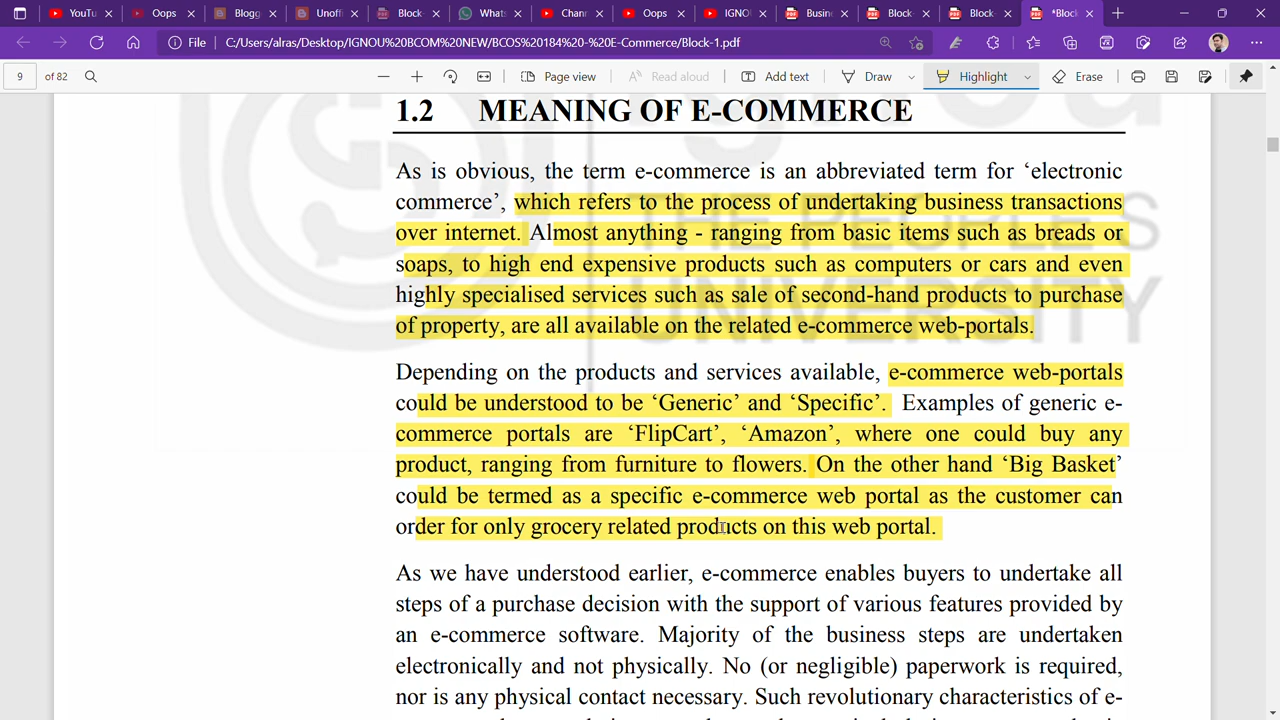 YouTu
Oops
Blogg
Unoffi
Block-
Whats
Chann
Oops
IGNOU
Busin
Block
Block-
*Block
File
C:/Users/alras/Desktop/IGNOU%20BCOM%20NEW/BCOS%20184%20-%20E-Commerce/Block-1.pdf
9 of 82
Page view
Read aloud
Add text
Draw
Highlight
Erase
1.2 MEANING OF E-COMMERCE
As is obvious, the term e-commerce is an abbreviated term for ‘electronic
commerce’, which refers to the process of undertaking business transactions
over internet. Almost anything - ranging from basic items such as breads or
soaps, to high end expensive products such as computers or cars and even
highly specialised services such as sale of second-hand products to purchase
of property, are all available on the related e-commerce web-portals.
Depending on the products and services available, e-commerce web-portals
could be understood to be ‘Generic’ and ‘Specific’. Examples of generic e-
commerce portals are ‘FlipCart’, ‘Amazon’, where one could buy any
product, ranging from furniture to flowers. On the other hand ‘Big Basket’
could be termed as a specific e-commerce web portal as the customer can
order for only grocery related products on this web portal.
As we have understood earlier, e-commerce enables buyers to undertake all
steps of a purchase decision with the support of various features provided by
an e-commerce software. Majority of the business steps are undertaken
electronically and not physically. No (or negligible) paperwork is required,
nor is any physical contact necessary. Such revolutionary characteristics of e-
THE PEOPLE'S
UNIVERSITY